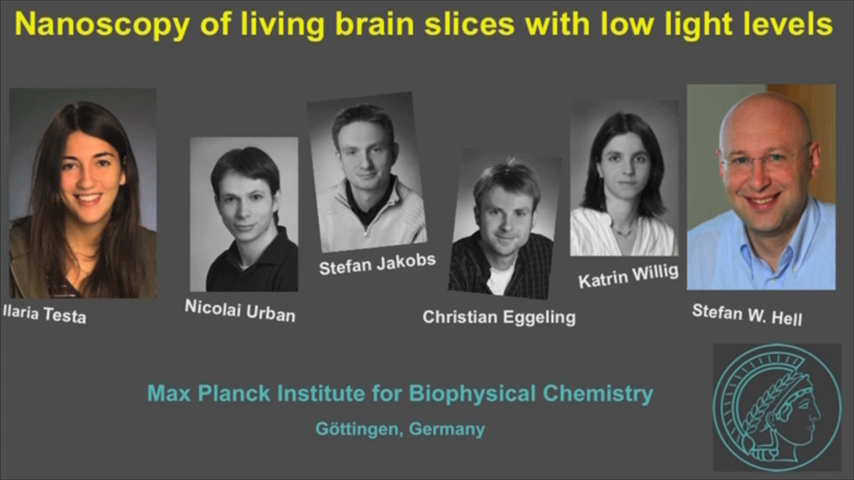 Nanoscopy of living brain slices with low light levels
Ilaria Testa
Nicolai Urban
Stefan Jakobs
Christian Eggeling
Katrin Willig
Stefan W. Hell
Max Planck Institute for Biophysical Chemistry
Göttingen, Germany